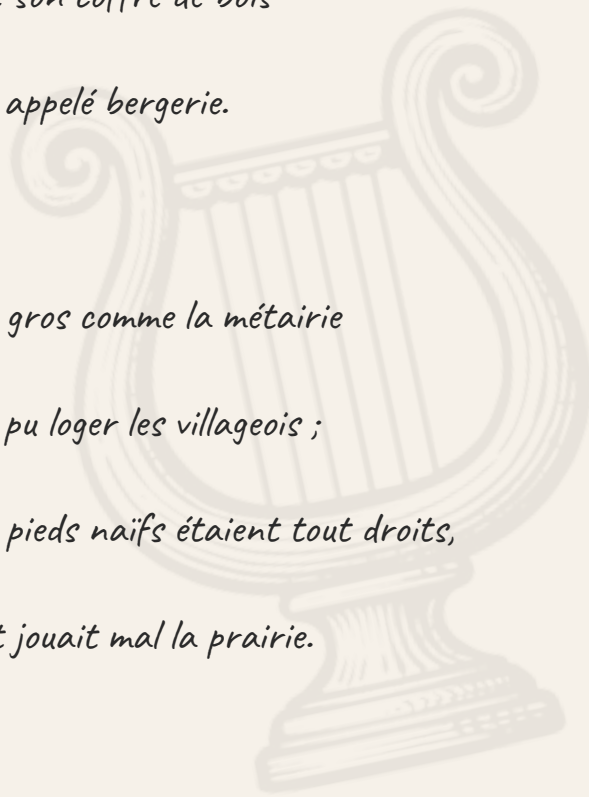 son coffre de bois
appelé bergerie.
gros comme la métairie
pu loger les villageois ;
pieds naïfs étaient tout droits,
jouait mal la prairie.